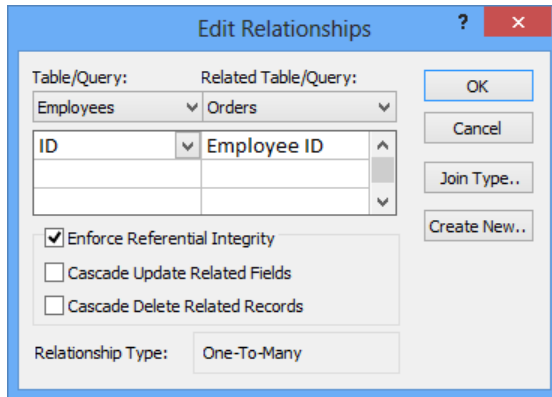 Edit Relationships
?
×
Table/Query:
Related Table/Query:
Employees
Orders
ID
Employee ID
Enforce Referential Integrity
Cascade Update Related Fields
Cascade Delete Related Records
Relationship Type:
One-To-Many
OK
Cancel
Join Type..
Create New..